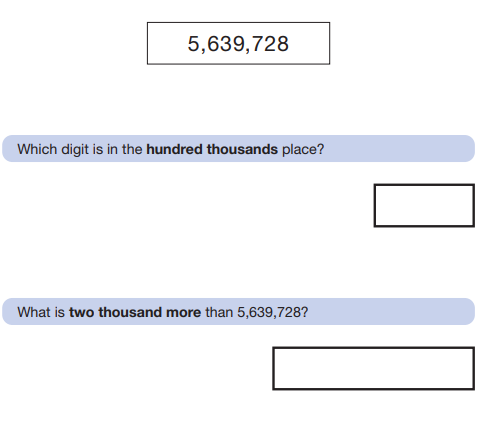 5,639,728
Which digit is in the hundred thousands place?
What is two thousand more than 5,639,728?